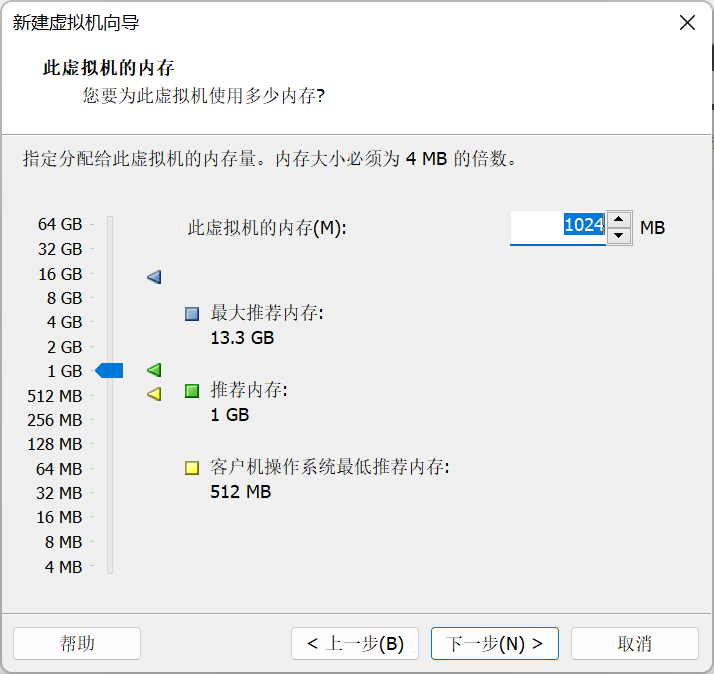 新建虚拟机向导
此虚拟机的内存
您要为此虚拟机使用多少内存?
指定分配给此虚拟机的内存量。内存大小必须为 4 MB 的倍数。
64 GB
32 GB
16 GB
8 GB
4 GB
2 GB
1 GB
512 MB
256 MB
128 MB
64 MB
32 MB
16 MB
8 MB
4 MB
此虚拟机的内存(M):
1024 MB
最大推荐内存:
13.3 GB
推荐内存:
1 GB
客户机操作系统最低推荐内存:
512 MB
帮助
< 上一步(B)
下一步(N) >
取消